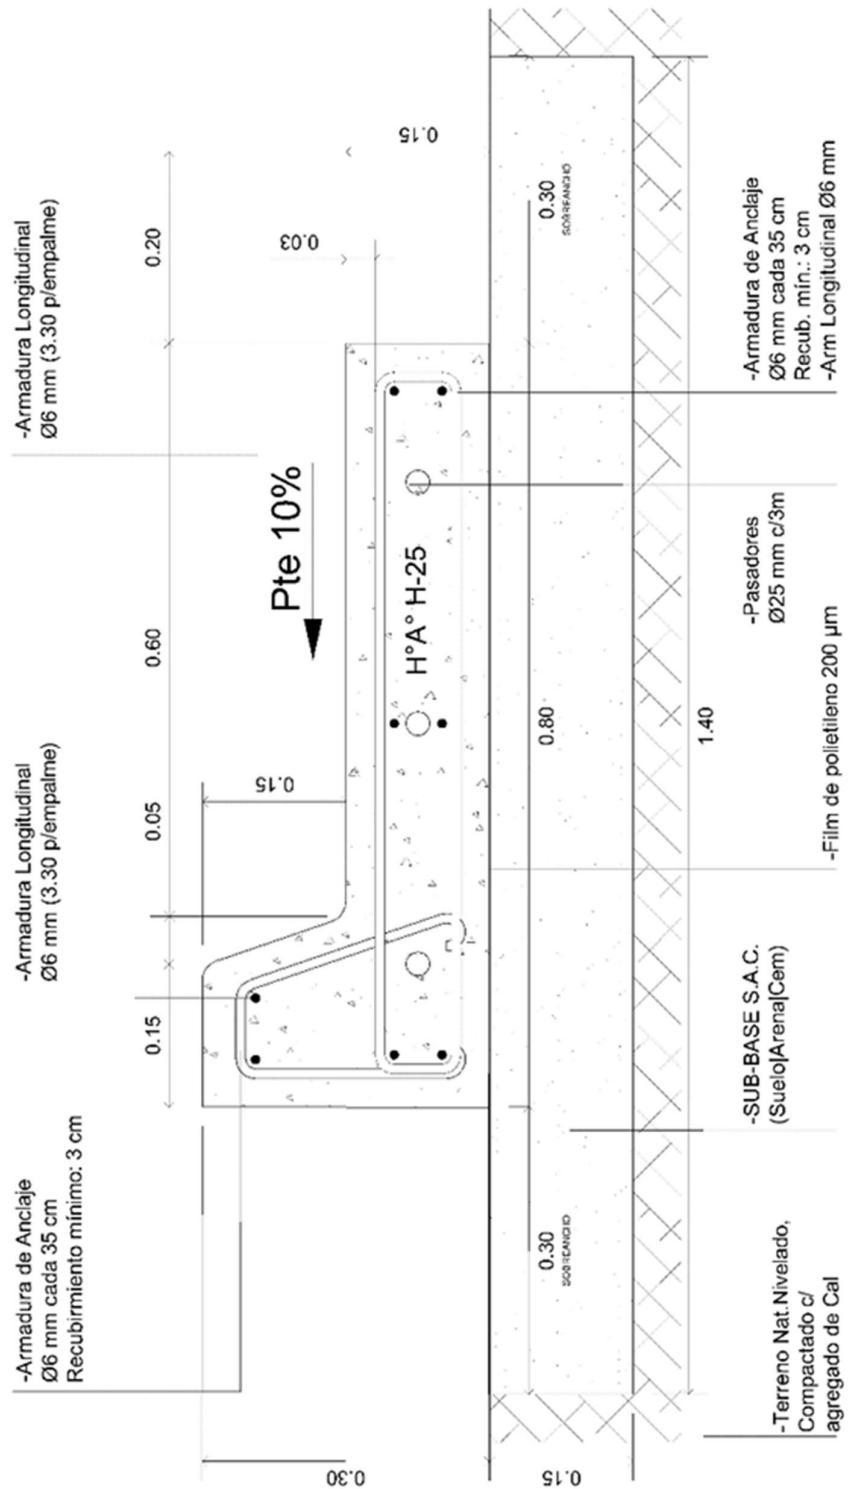 -Armadura de Anclaje
Ø6 mm cada 35 cm
Recubirmiento mínimo: 3 cm
-Armadura Longitudinal
Ø6 mm (3.30 p/empalme)
-Armadura Longitudinal
Ø6 mm (3.30 p/empalme)
0.15
0.05
0.60
0.20
Pte 10%
0.15
0.03
0.15
0.30
H°A° H-25
0.30
SOBREANCHO
0.80
0.30
SOBREANCHO
0.15
1.40
-Terreno Nat.Nivelado,
Compactado c/
agregado de Cal
-SUB-BASE S.A.C.
(Suelo|Arena|Cem)
-Film de polietileno 200 µm
-Pasadores
Ø25 mm c/3m
-Armadura de Anclaje
Ø6 mm cada 35 cm
Recub. mín.: 3 cm
-Arm Longitudinal Ø6 mm